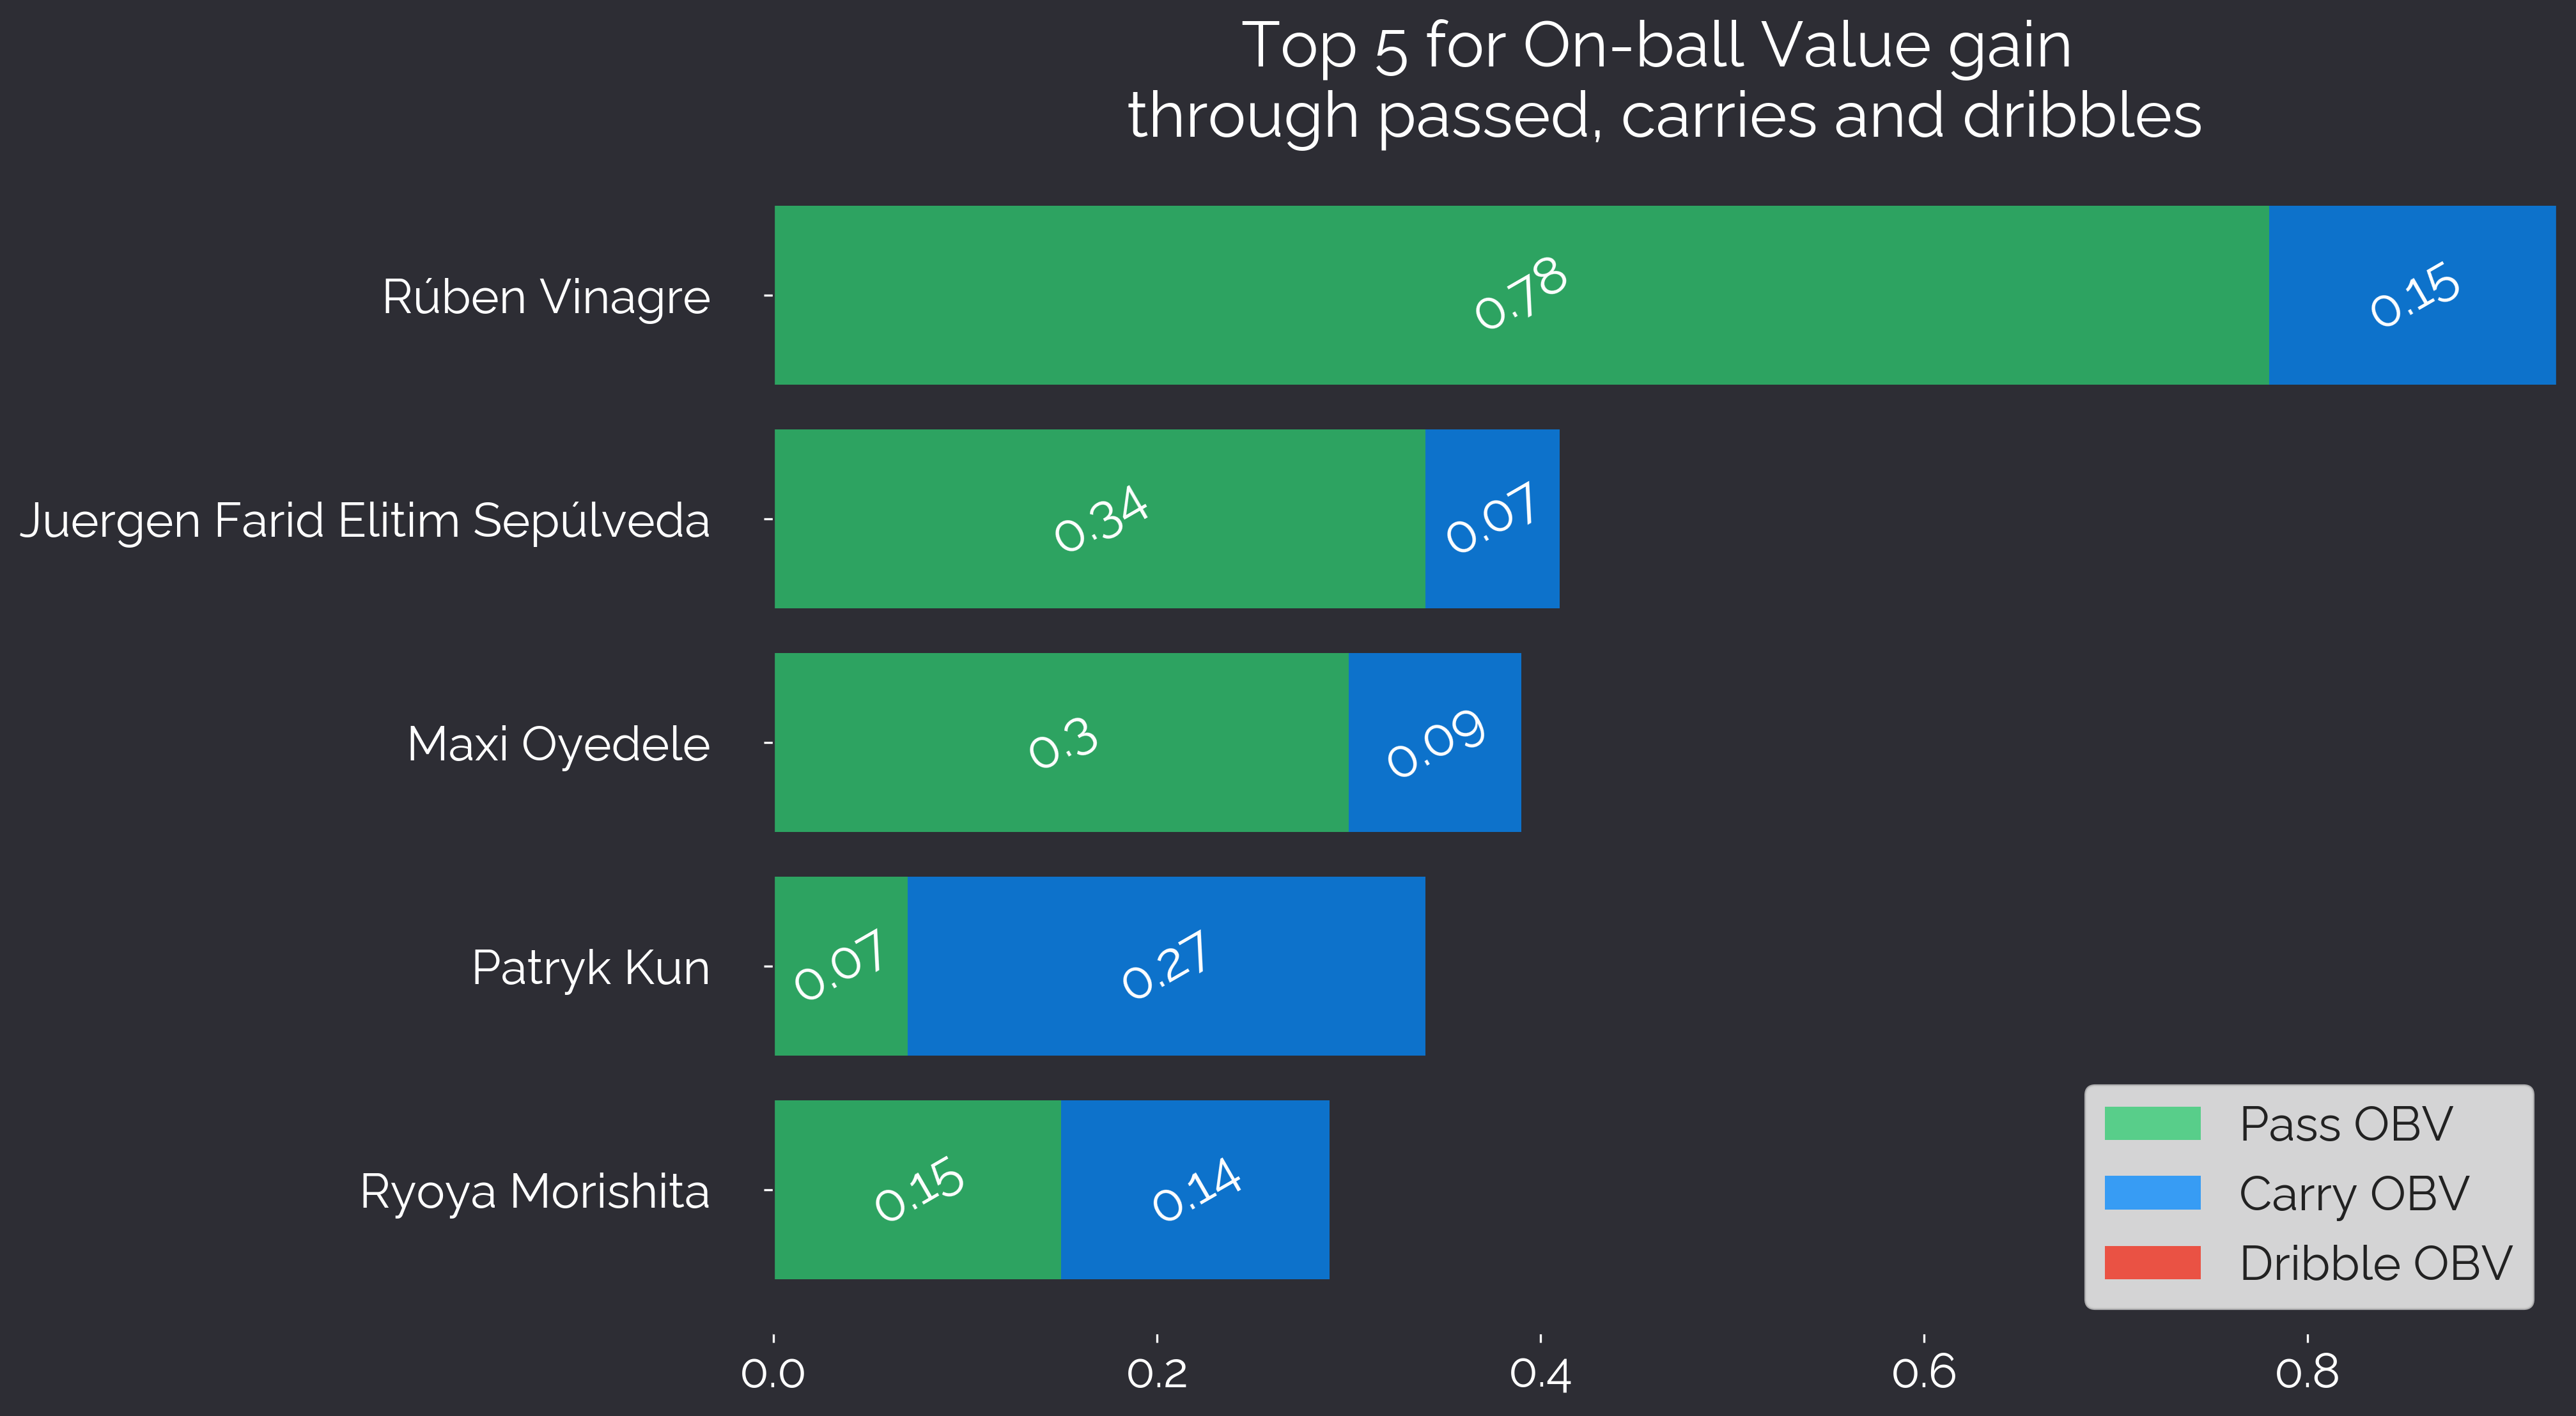 Top 5 for On-ball Value gain
through passed, carries and dribbles
Rúben Vinagre
0.78
0.15
Juergen Farid Elitim Sepúlveda
0.34
0.07
Maxi Oyedele
0.3
0.09
Patryk Kun
0.07
0.27
Ryoya Morishita
0.15
0.14
Pass OBV
Carry OBV
Dribble OBV
0.0
0.2
0.4
0.6
0.8